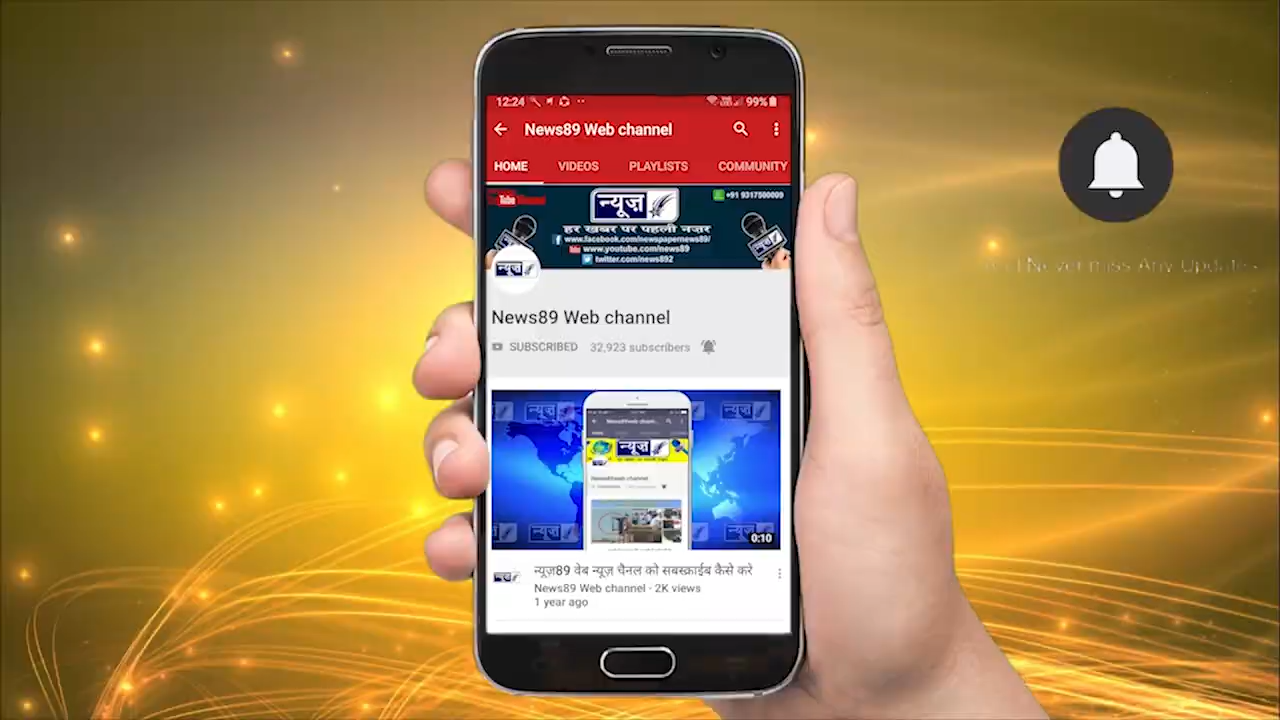 12:24
99%
News89 Web channel
HOME VIDEOS PLAYLISTS COMMUNITY
Tube
+91 9317500009
न्यूज़
हर खबर पर पहली नज़र
www.facebook.com/newspapernews89/
www.youtube.com/news89
twitter.com/news892
न्यूज़
News89 Web channel
SUBSCRIBED 32,923 subscribers
न्यूज़
0:10
न्यूज़89 वेब न्यूज़ चैनल को सबस्क्राईब कैसे करे
News89 Web channel · 2K views
1 year ago
Never miss Any Updates